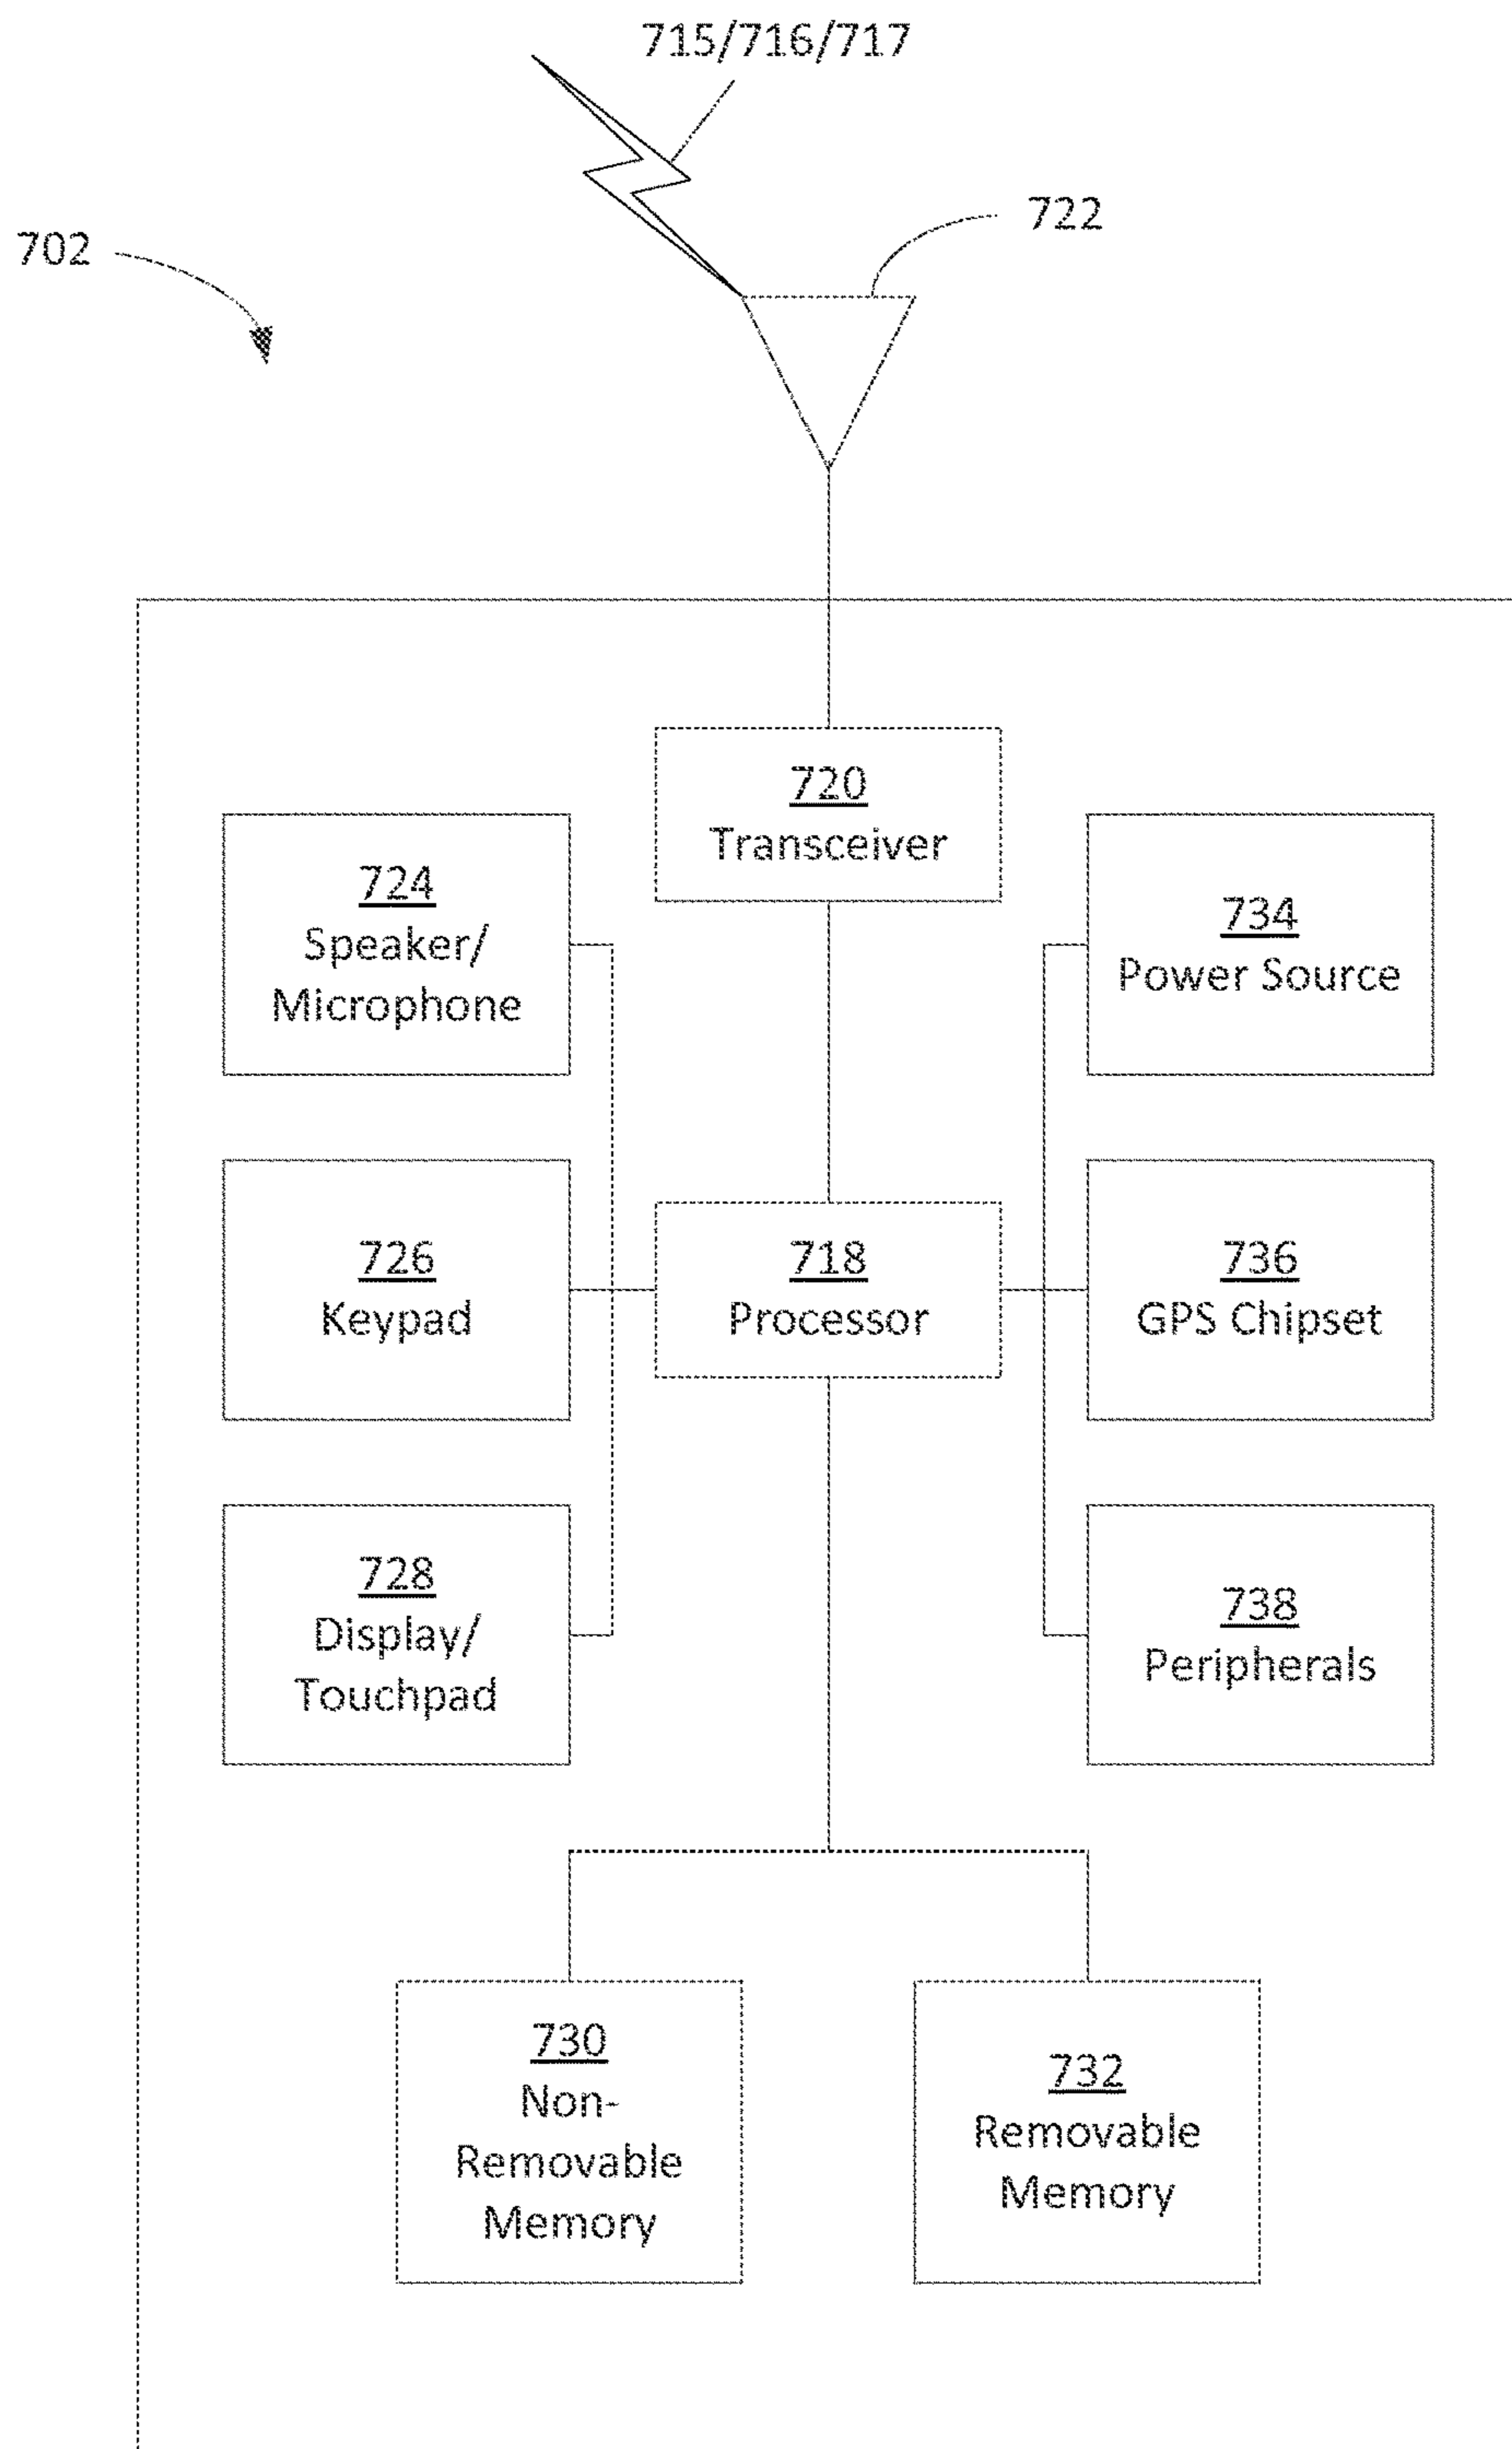 715/716/717
722
702
720
Transceiver
724
Speaker/
Microphone
734
Power Source
726
Keypad
718
Processor
736
GPS Chipset
728
Display/
Touchpad
738
Peripherals
730
Non-
Removable
Memory
732
Removable
Memory